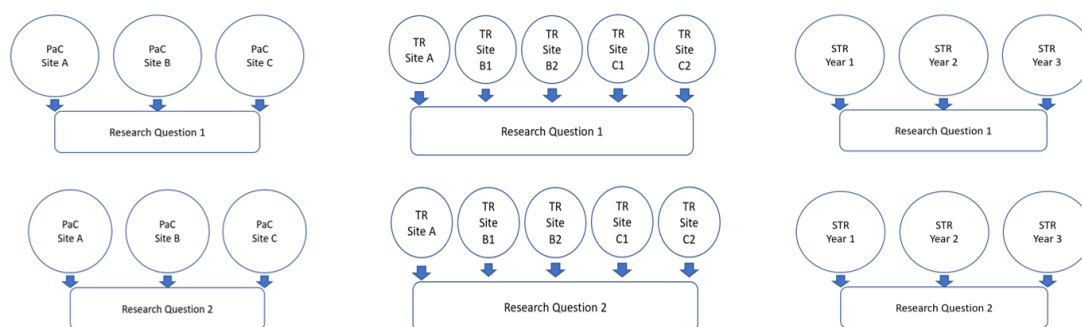 PaC
Site A
PaC
Site B
PaC
Site C
Research Question 1
TR
Site A
TR
Site
B1
TR
Site
B2
TR
Site
C1
TR
Site
C2
Research Question 1
STR
Year 1
STR
Year 2
STR
Year 3
Research Question 1
PaC
Site A
PaC
Site B
PaC
Site C
Research Question 2
TR
Site A
TR
Site
B1
TR
Site
B2
TR
Site
C1
TR
Site
C2
Research Question 2
STR
Year 1
STR
Year 2
STR
Year 3
Research Question 2